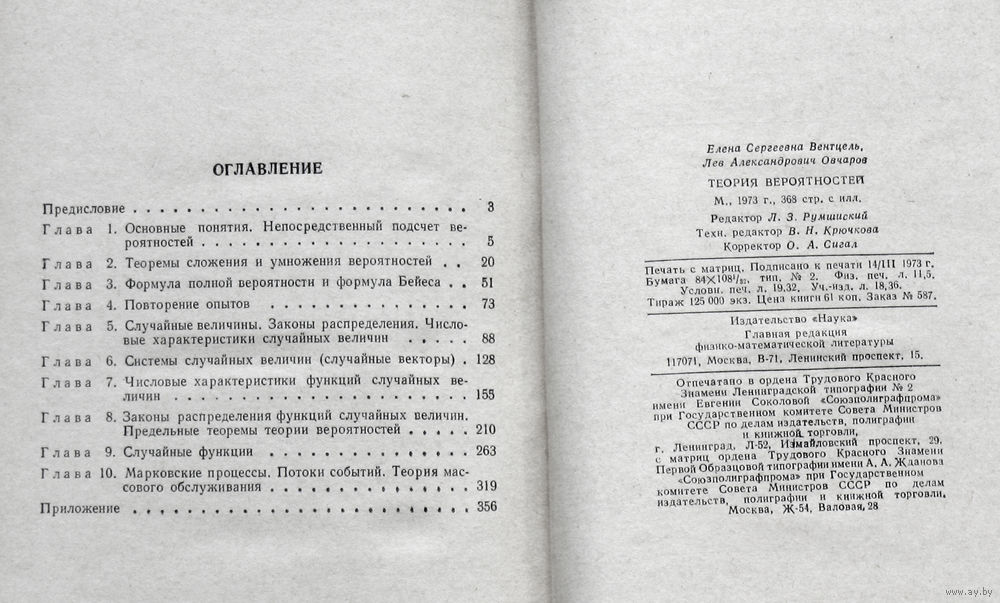 ОГЛАВЛЕНИЕ
Предисловие . . . . . . . . . . . . . . . . . . . . . . . . . . 3
Глава 1. Основные понятия. Непосредственный подсчет ве-
роятностей . . . . . . . . . . . . . . . . . . . . 5
Глава 2. Теоремы сложения и умножения вероятностей . . 20
Глава 3. Формула полной вероятности и формула Бейеса . . 51
Глава 4. Повторение опытов . . . . . . . . . . . . . . 73
Глава 5. Случайные величины. Законы распределения. Число-
вые характеристики случайных величин . . . . . 88
Глава 6. Системы случайных величин (случайные векторы) . 128
Глава 7. Числовые характеристики функций случайных ве-
личин . . . . . . . . . . . . . . . . . . . . . . 155
Глава 8. Законы распределения функций случайных величин.
Предельные теоремы теории вероятностей . . . . . 210
Глава 9. Случайные функции . . . . . . . . . . . . . . 263
Глава 10. Марковские процессы. Потоки событий. Теория мас-
сового обслуживания . . . . . . . . . . . . . . . 319
Приложение . . . . . . . . . . . . . . . . . . . . . . . . . . 356
Елена Сергеевна Вентцель,
Лев Александрович Овчаров
ТЕОРИЯ ВЕРОЯТНОСТЕЙ
М., 1973 г., 368 стр. с илл.
Редактор Л. З. Румшиский
Техн. редактор В. Н. Крючкова
Корректор О. А. Сигал
Печать с матриц. Подписано к печати 14/III 1973 г.
Бумага 84×108¹/₃₂, тип. № 2. Физ. печ. л. 11,5.
Условн. печ. л. 19,32. Уч.-изд. л. 18,36.
Тираж 125 000 экз. Цена книги 61 коп. Заказ № 587.
Издательство «Наука»
Главная редакция
физико-математической литературы
117071, Москва, В-71, Ленинский проспект, 15.
Отпечатано в ордена Трудового Красного
Знамени Ленинградской типографии № 2
имени Евгении Соколовой «Союзполиграфпрома»
при Государственном комитете Совета Министров
СССР по делам издательств, полиграфии
и книжной торговли,
г. Ленинград, Л-52, Измайловский проспект, 29.
с матриц ордена Трудового Красного Знамени
Первой Образцовой типографии имени А. А. Жданова
«Союзполиграфпрома» при Государственном
комитете Совета Министров СССР по делам
издательств, полиграфии и книжной торговли.
Москва, Ж-54, Валовая, 28
www.ay.by